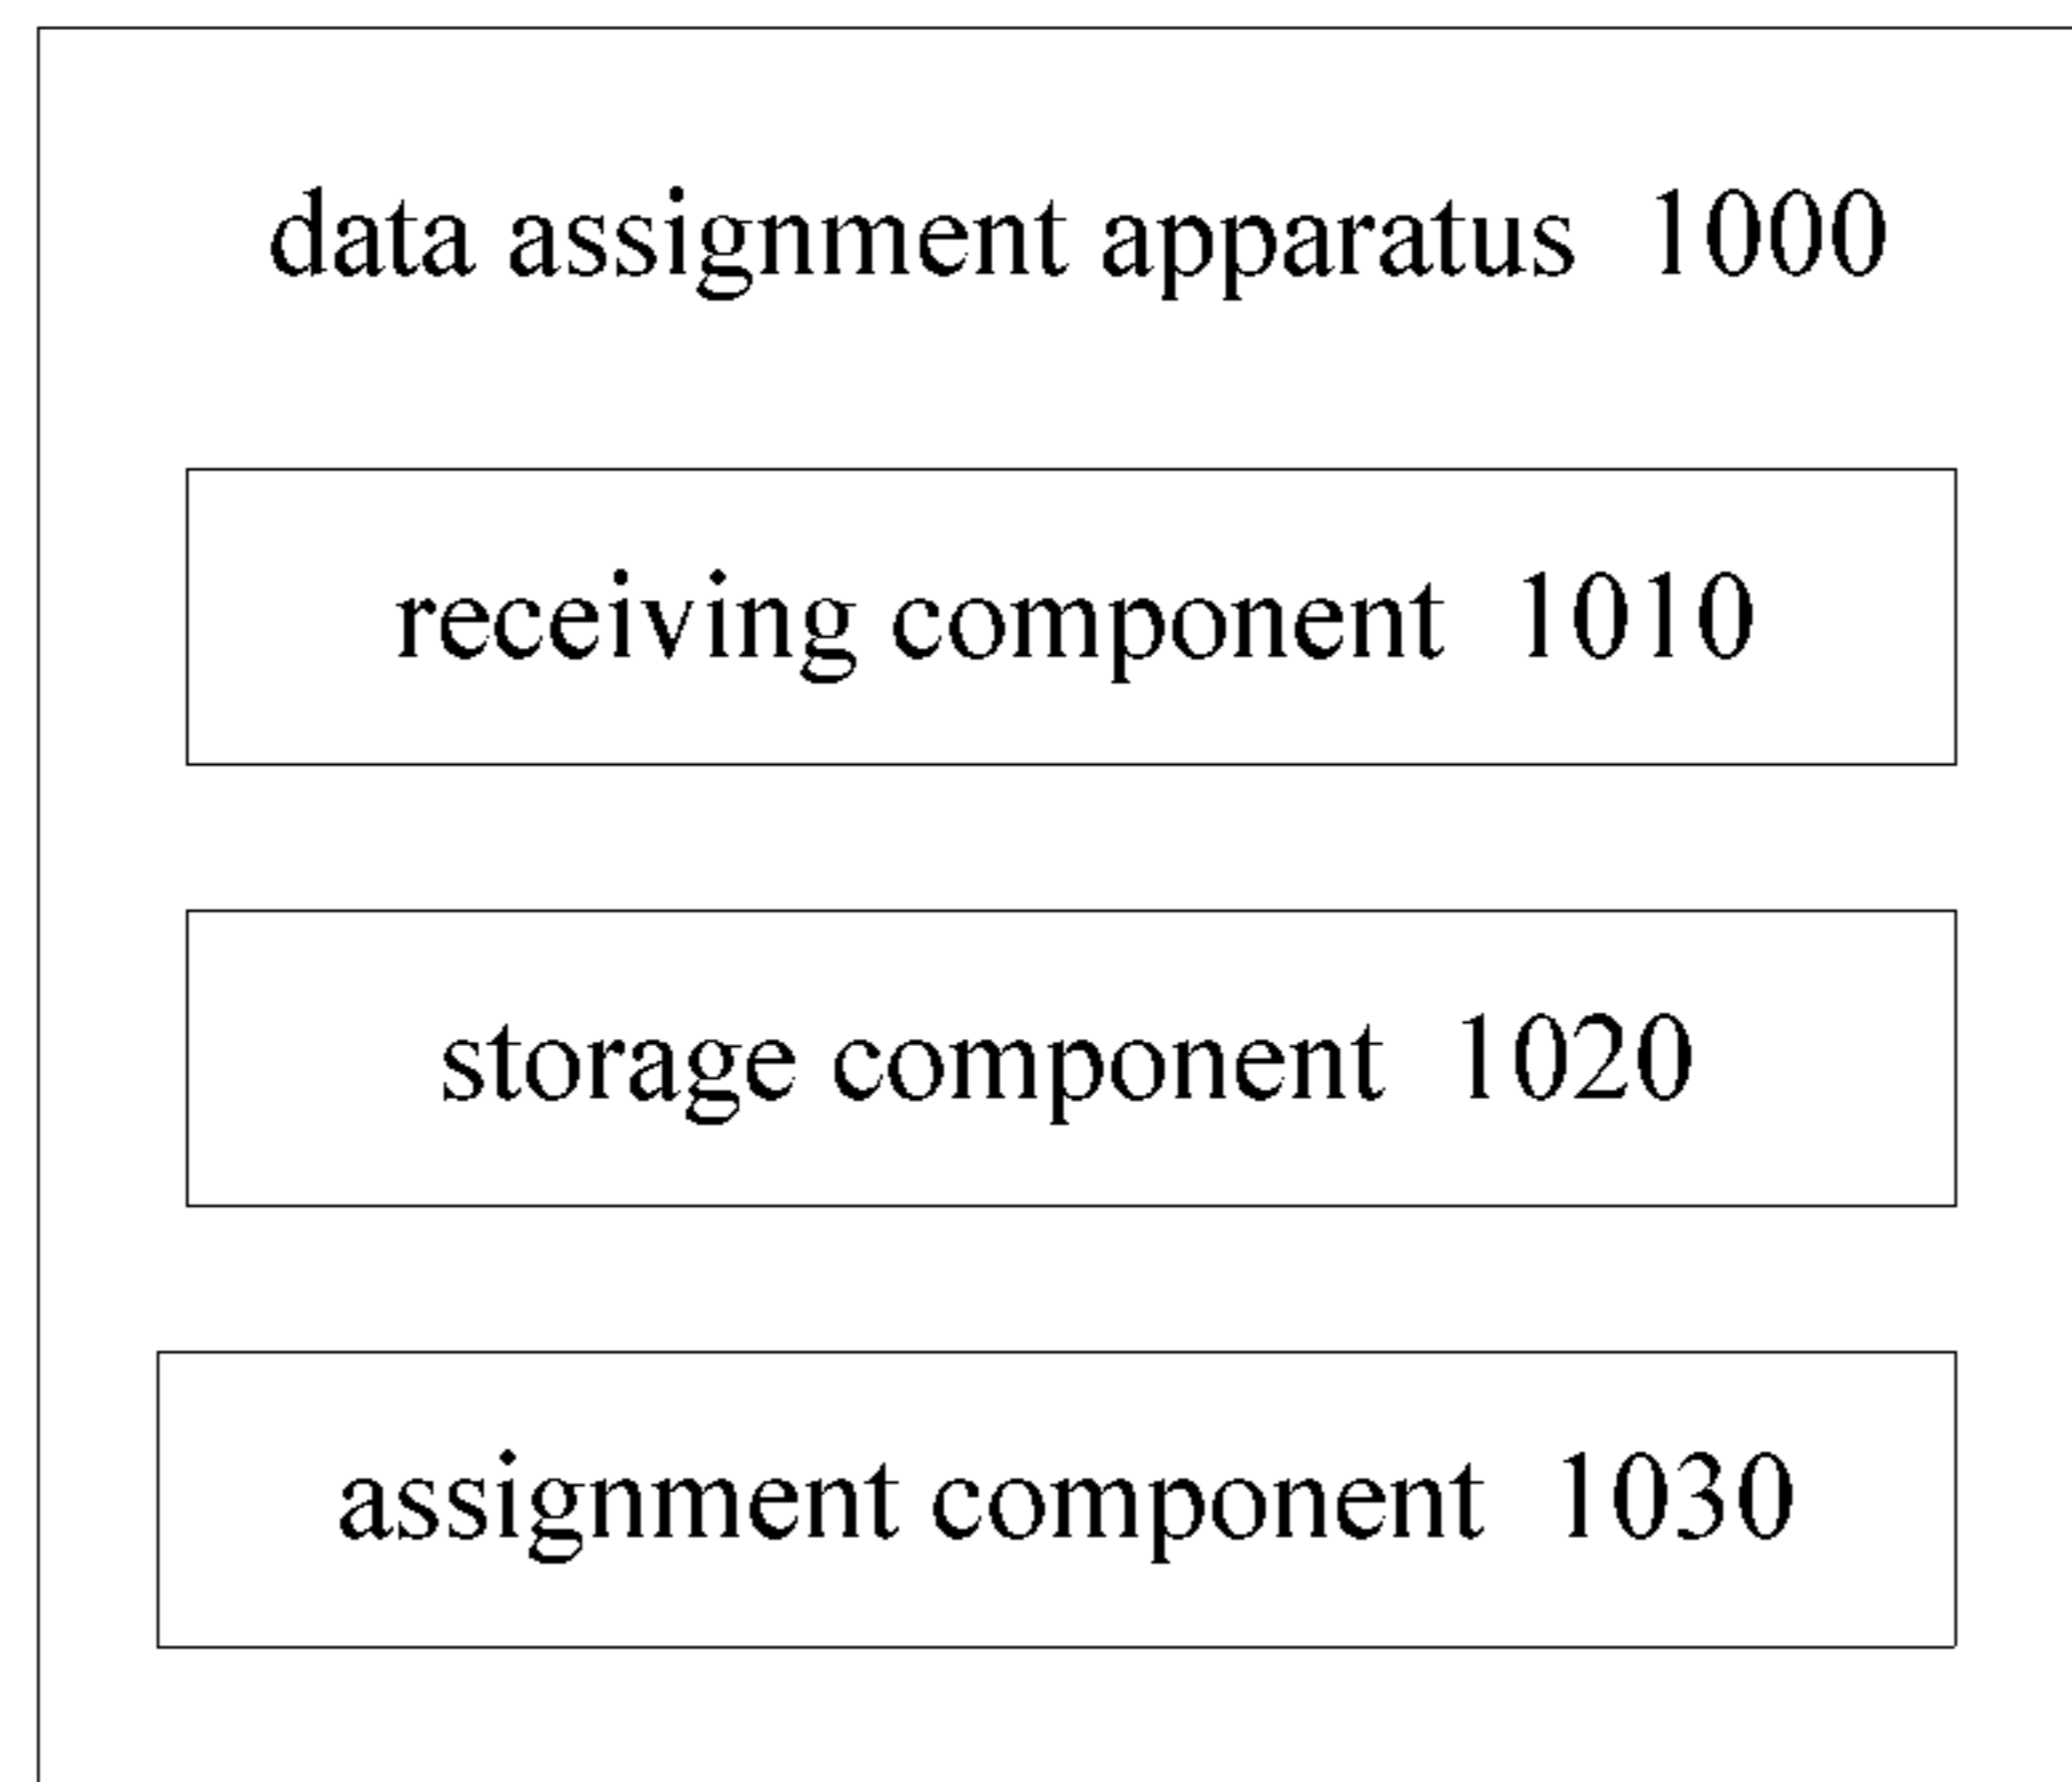 data assignment apparatus 1000
receiving component 1010
storage component 1020
assignment component 1030